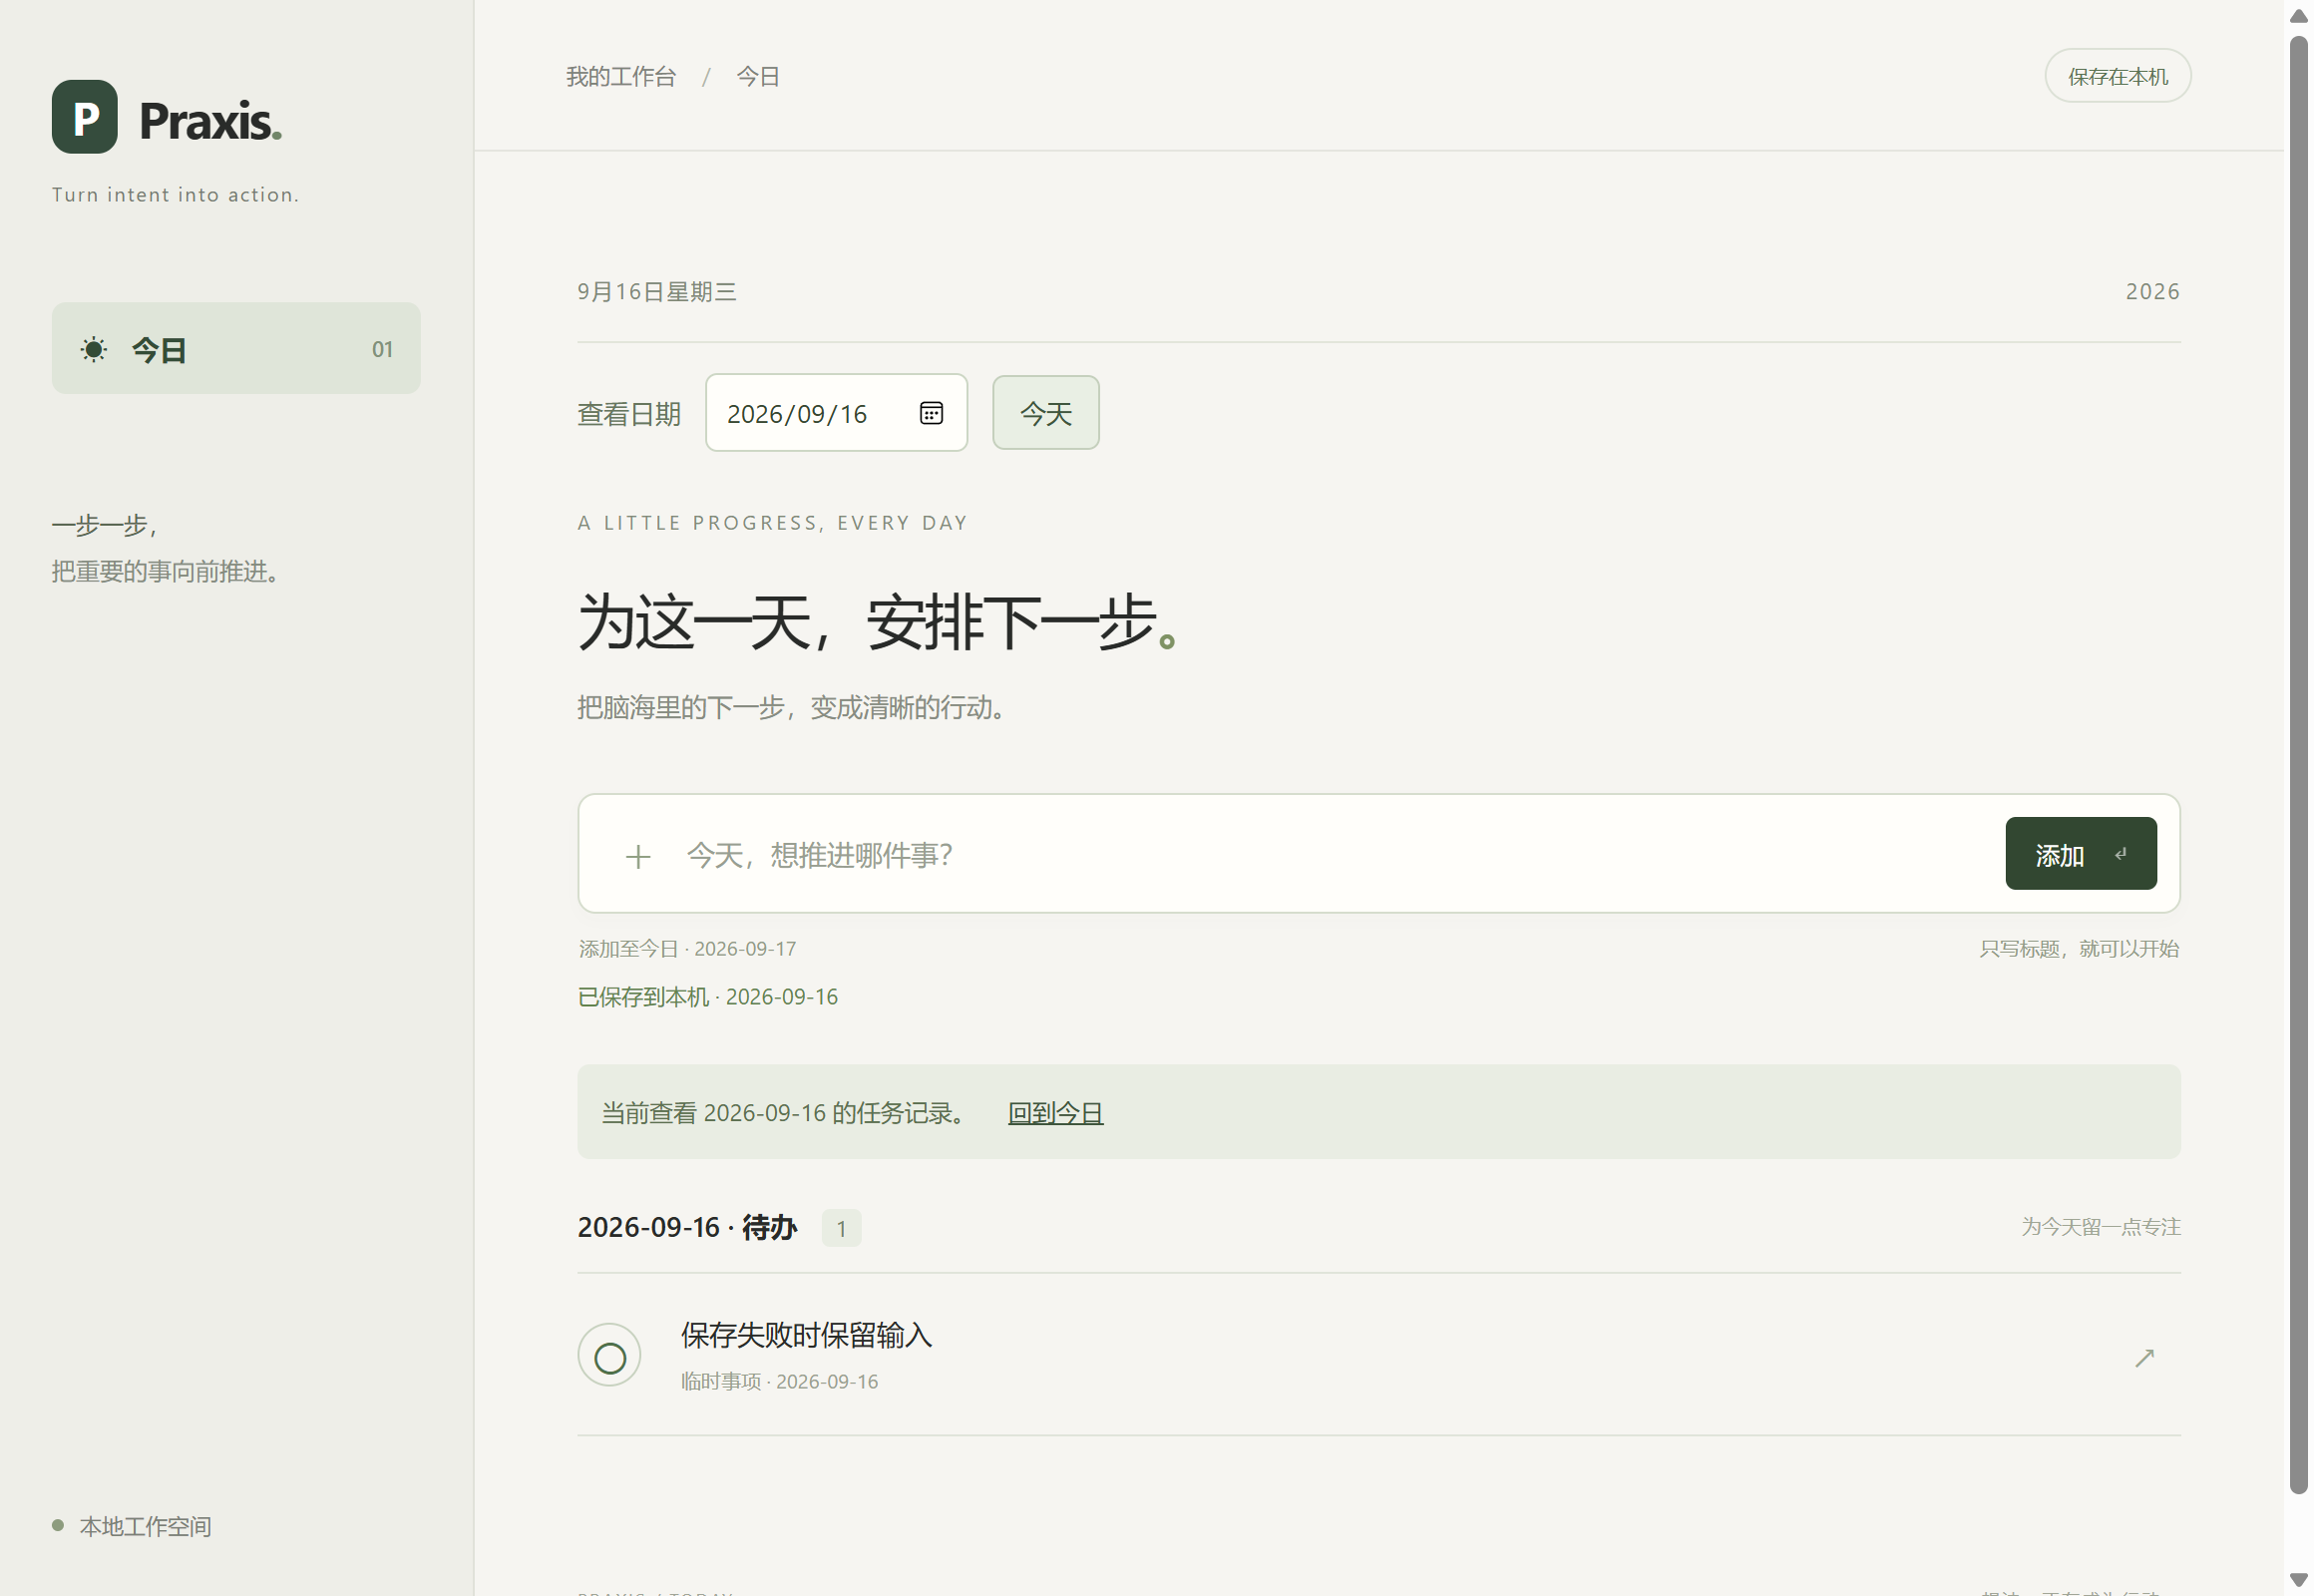 P Praxis.
Turn intent into action.
今日 01
一步一步，
把重要的事向前推进。
本地工作空间
我的工作台 / 今日
保存在本机
9月16日星期三 2026
查看日期 2026/09/16 今天
A LITTLE PROGRESS, EVERY DAY
为这一天，安排下一步。
把脑海里的下一步，变成清晰的行动。
今天，想推进哪件事？ 添加
添加至今日 · 2026-09-17 只写标题，就可以开始
已保存到本机 · 2026-09-16
当前查看 2026-09-16 的任务记录。 回到今日
2026-09-16 · 待办 1 为今天留一点专注
保存失败时保留输入
临时事项 · 2026-09-16